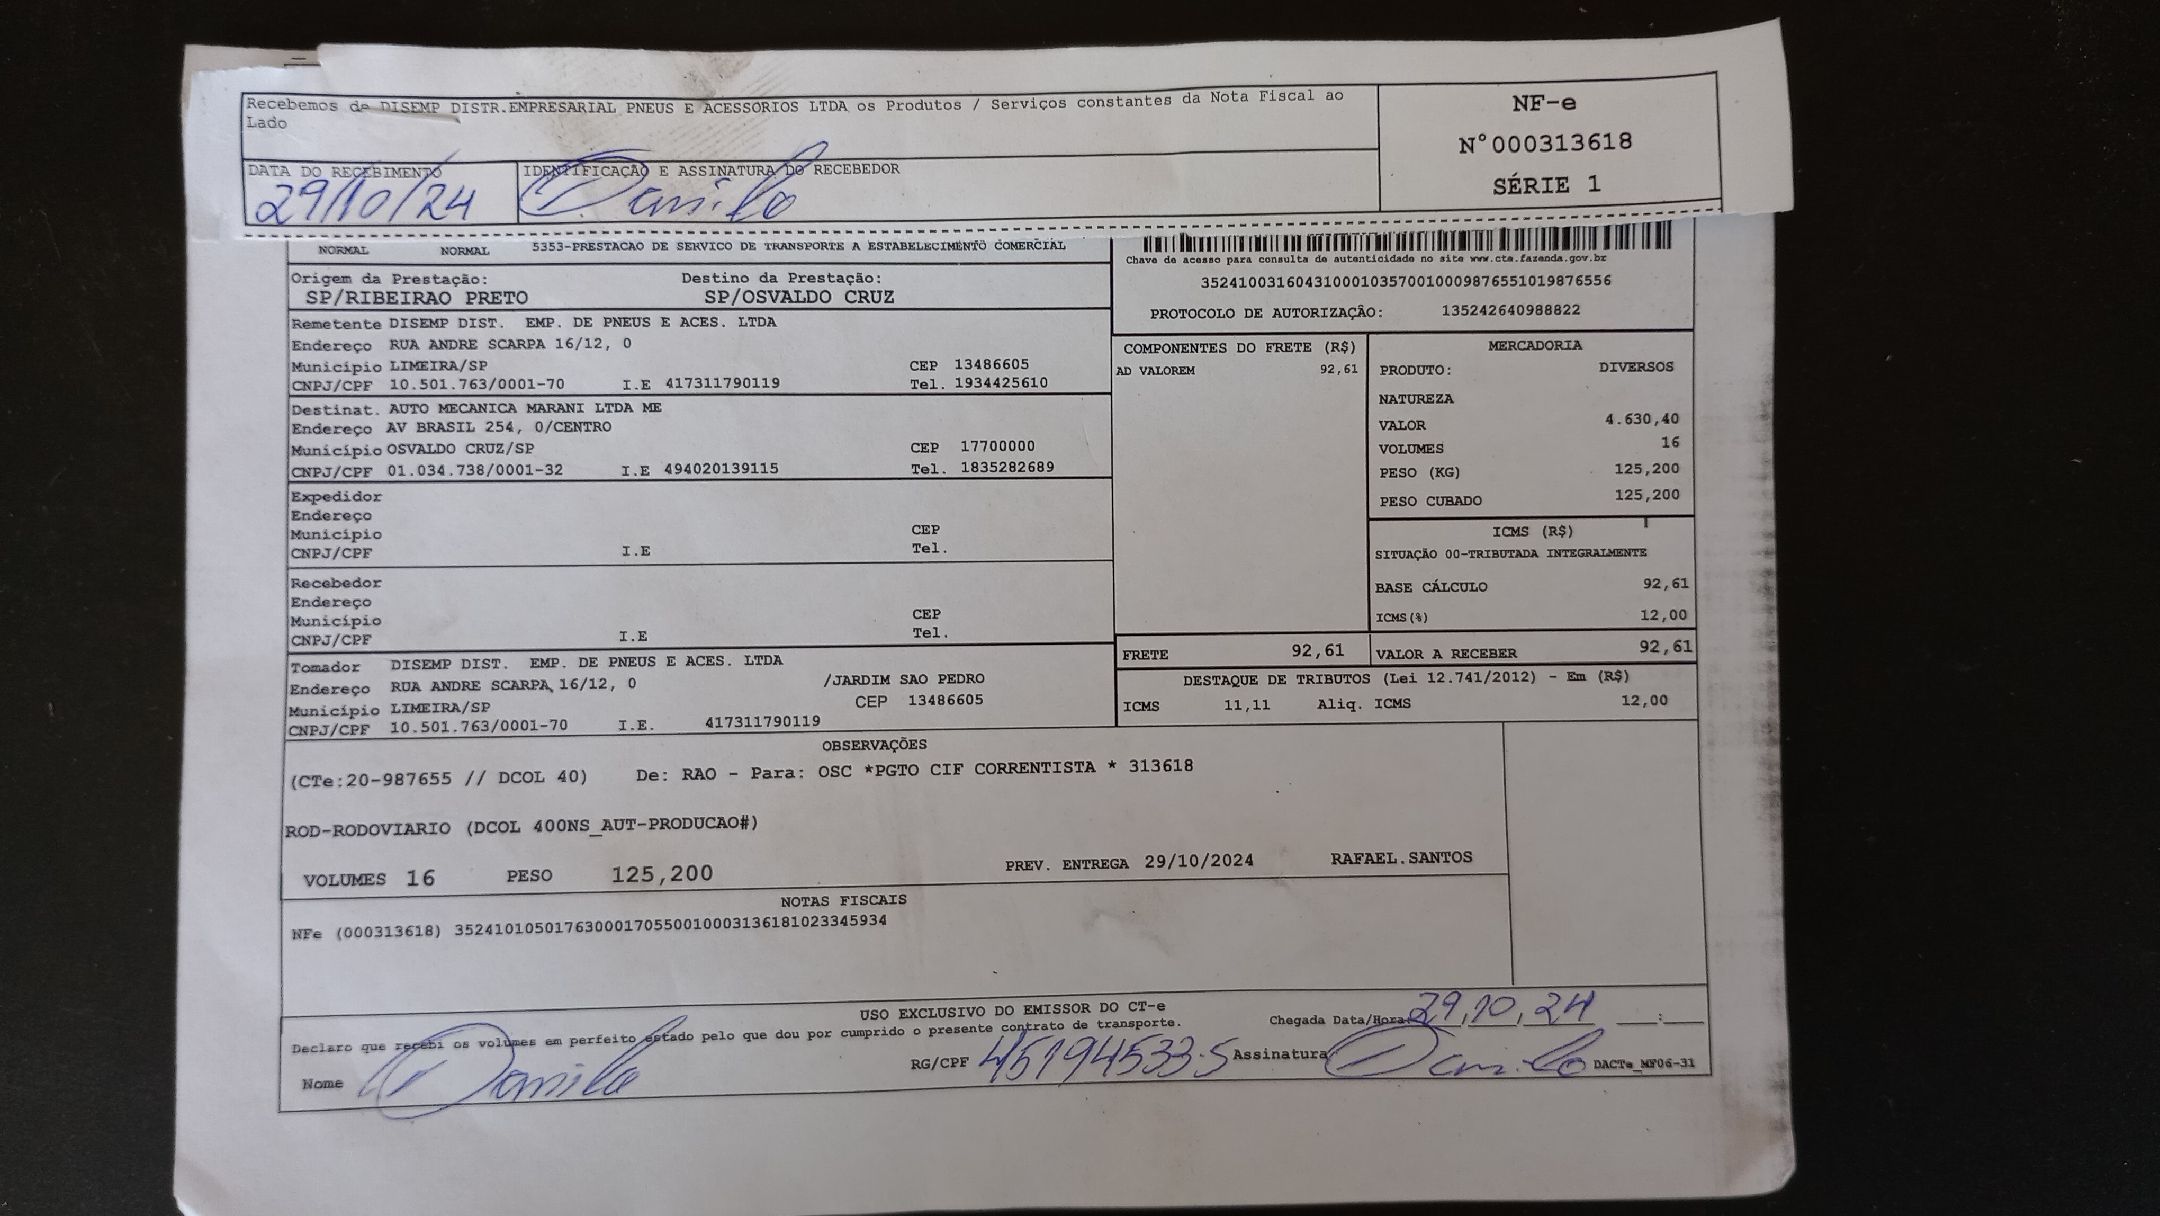 Recebemos de DISEMP DISTR.EMPRESARIAL PNEUS E ACESSORIOS LTDA os Produtos / Serviços constantes da Nota Fiscal ao
Lado
NF-e
N°000313618
SÉRIE 1
DATA DO RECEBIMENTO
29/10/24
IDENTIFICAÇÃO E ASSINATURA DO RECEBEDOR
Danilo
NORMAL NORMAL 5353-PRESTACAO DE SERVICO DE TRANSPORTE A ESTABELECIMENTO COMERCIAL
Chave de acesso para consulta de autenticidade no site www.cte.fazenda.gov.br
35241003160431000103570010009876551019876556
PROTOCOLO DE AUTORIZAÇÃO: 135242640988822
Origem da Prestação: Destino da Prestação:
SP/RIBEIRAO PRETO SP/OSVALDO CRUZ
Remetente DISEMP DIST. EMP. DE PNEUS E ACES. LTDA
Endereço RUA ANDRE SCARPA 16/12, 0
Município LIMEIRA/SP CEP 13486605
CNPJ/CPF 10.501.763/0001-70 I.E 417311790119 Tel. 1934425610
Destinat. AUTO MECANICA MARANI LTDA ME
Endereço AV BRASIL 254, 0/CENTRO
Município OSVALDO CRUZ/SP CEP 17700000
CNPJ/CPF 01.034.738/0001-32 I.E 494020139115 Tel. 1835282689
Expedidor
Endereço
Município CEP
CNPJ/CPF I.E Tel.
Recebedor
Endereço
Município CEP
CNPJ/CPF I.E Tel.
Tomador DISEMP DIST. EMP. DE PNEUS E ACES. LTDA
Endereço RUA ANDRE SCARPA 16/12, 0 /JARDIM SAO PEDRO
Município LIMEIRA/SP CEP 13486605
CNPJ/CPF 10.501.763/0001-70 I.E. 417311790119
COMPONENTES DO FRETE (R$)
AD VALOREM 92,61
MERCADORIA
PRODUTO: DIVERSOS
NATUREZA
VALOR 4.630,40
VOLUMES 16
PESO (KG) 125,200
PESO CUBADO 125,200
ICMS (R$)
SITUAÇÃO 00-TRIBUTADA INTEGRALMENTE
BASE CÁLCULO 92,61
ICMS(%) 12,00
FRETE 92,61 VALOR A RECEBER 92,61
DESTAQUE DE TRIBUTOS (Lei 12.741/2012) - Em (R$)
ICMS 11,11 Aliq. ICMS 12,00
OBSERVAÇÕES
(CTe:20-987655 // DCOL 40) De: RAO - Para: OSC *PGTO CIF CORRENTISTA * 313618
ROD-RODOVIARIO (DCOL 400NS_AUT-PRODUCAO#)
VOLUMES 16 PESO 125,200 PREV. ENTREGA 29/10/2024 RAFAEL.SANTOS
NOTAS FISCAIS
NFe (000313618) 35241010501763000170550010003136181023345934
USO EXCLUSIVO DO EMISSOR DO CT-e
Declaro que recebi os volumes em perfeito estado pelo que dou por cumprido o presente contrato de transporte.
Chegada Data/Hora 29,10,24 :
Nome Danilo RG/CPF 45194533-5 Assinatura Danilo DACTe_MF06-31